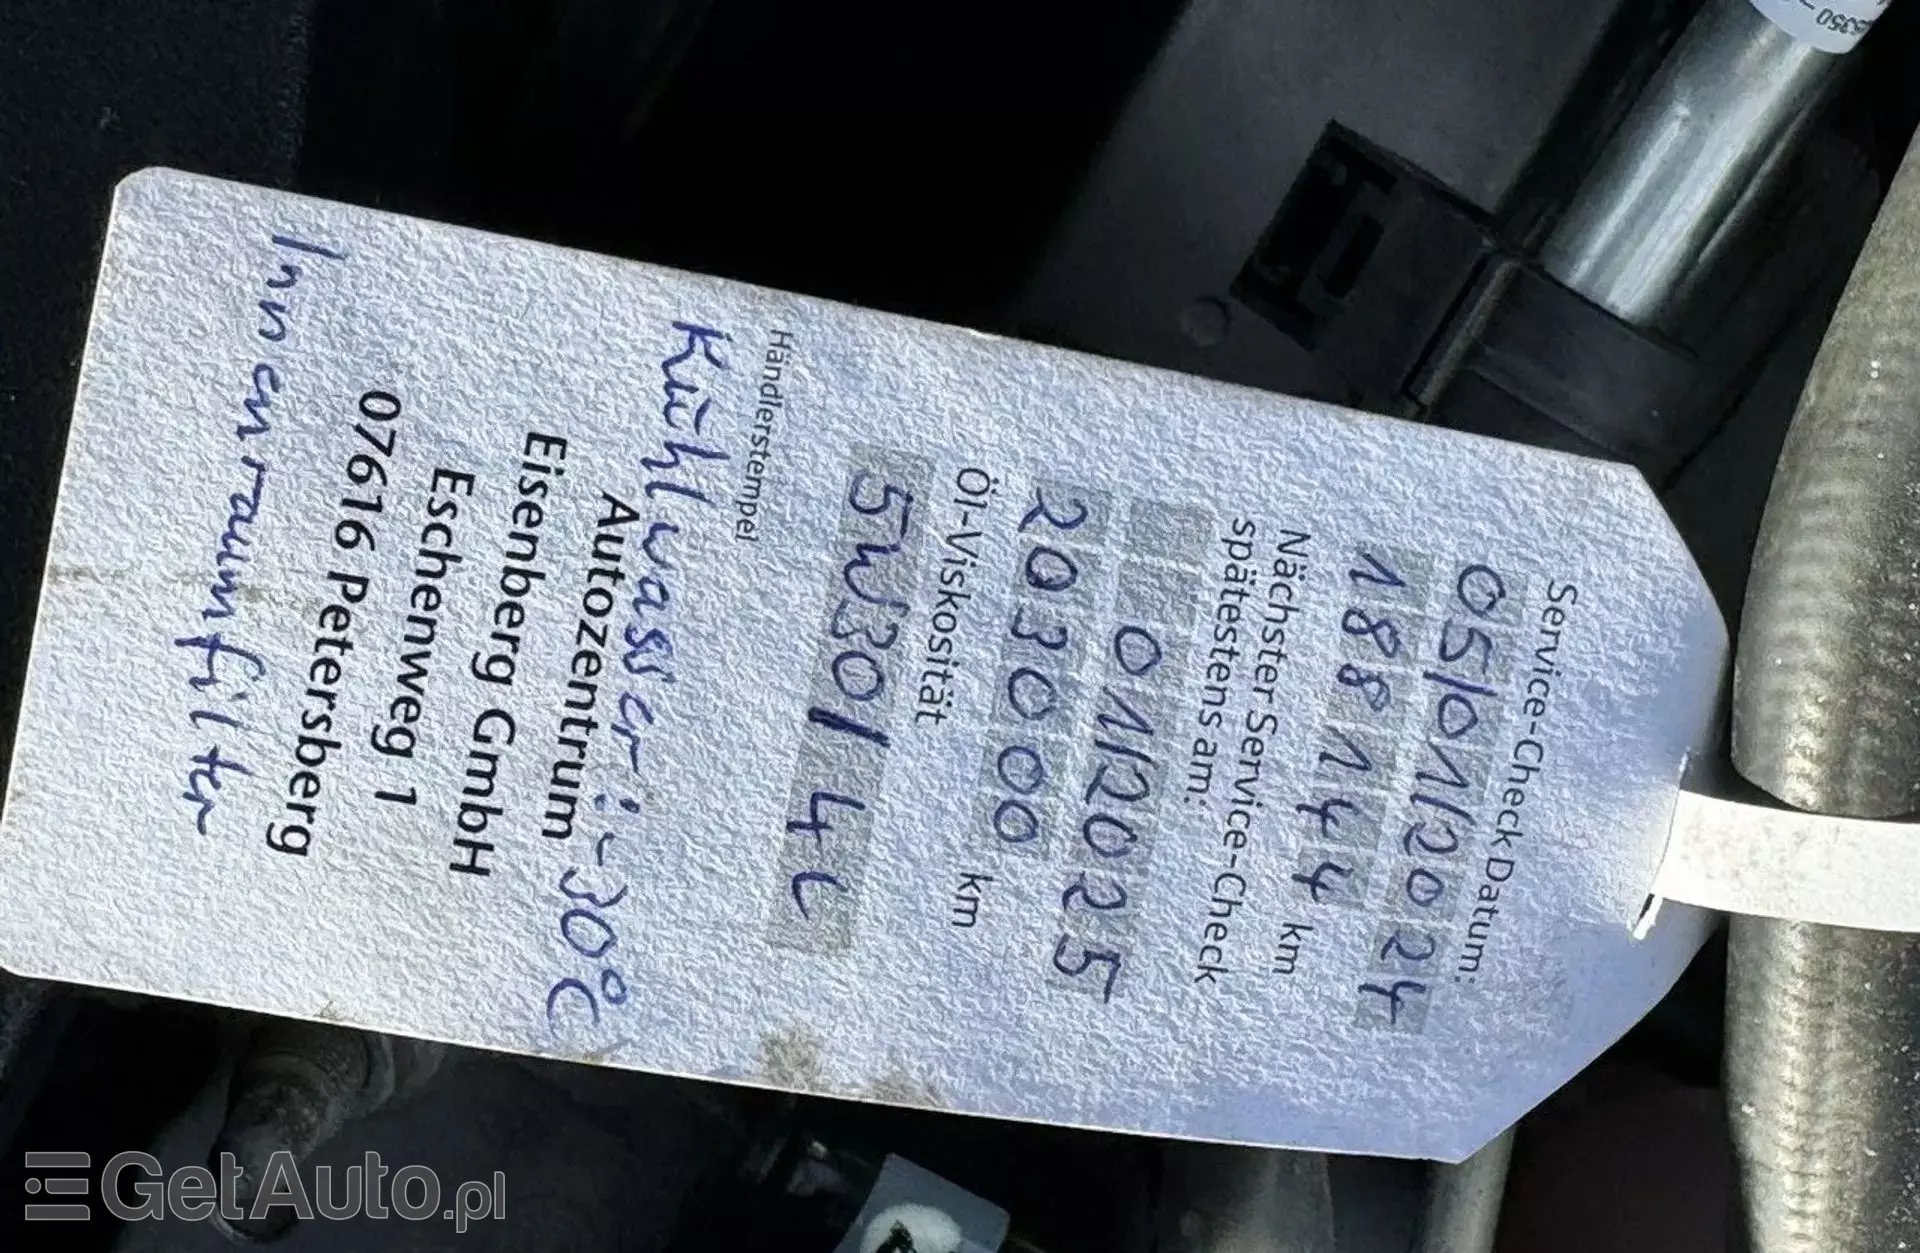 Service-Check Datum:
05/01/2024
188144 km
Nächster Service-Check
spätestens am:
01/2025
203000 km
Öl-Viskosität
5W30/4L
Händlerstempel
Kühlwasser:-30°C
Autozentrum
Eisenberg GmbH
Eschenweg 1
07616 Petersberg
Innenraumfilter
GetAuto.pl